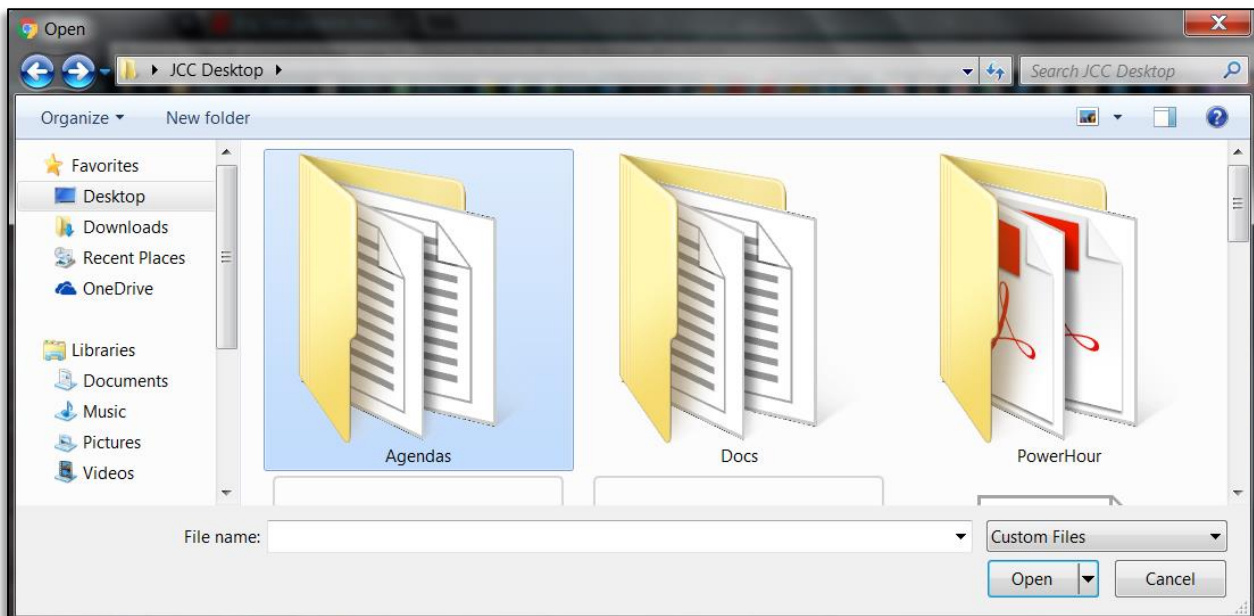 Open
JCC Desktop
Search JCC Desktop
Organize
New folder
Favorites
Desktop
Downloads
Recent Places
OneDrive
Libraries
Documents
Music
Pictures
Videos
Agendas
Docs
PowerHour
File name:
Custom Files
Open
Cancel